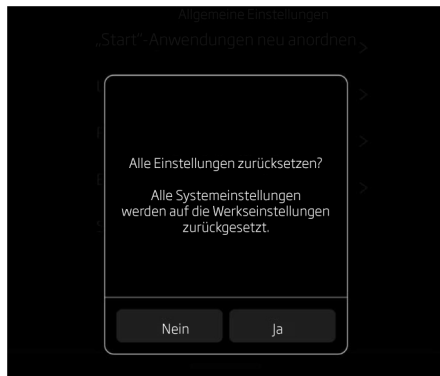 Allgemeine Einstellungen
„Start“-Anwendungen neu anordnen
Alle Einstellungen zurücksetzen?
Alle Systemeinstellungen
werden auf die Werkseinstellungen
zurückgesetzt.
Nein
Ja